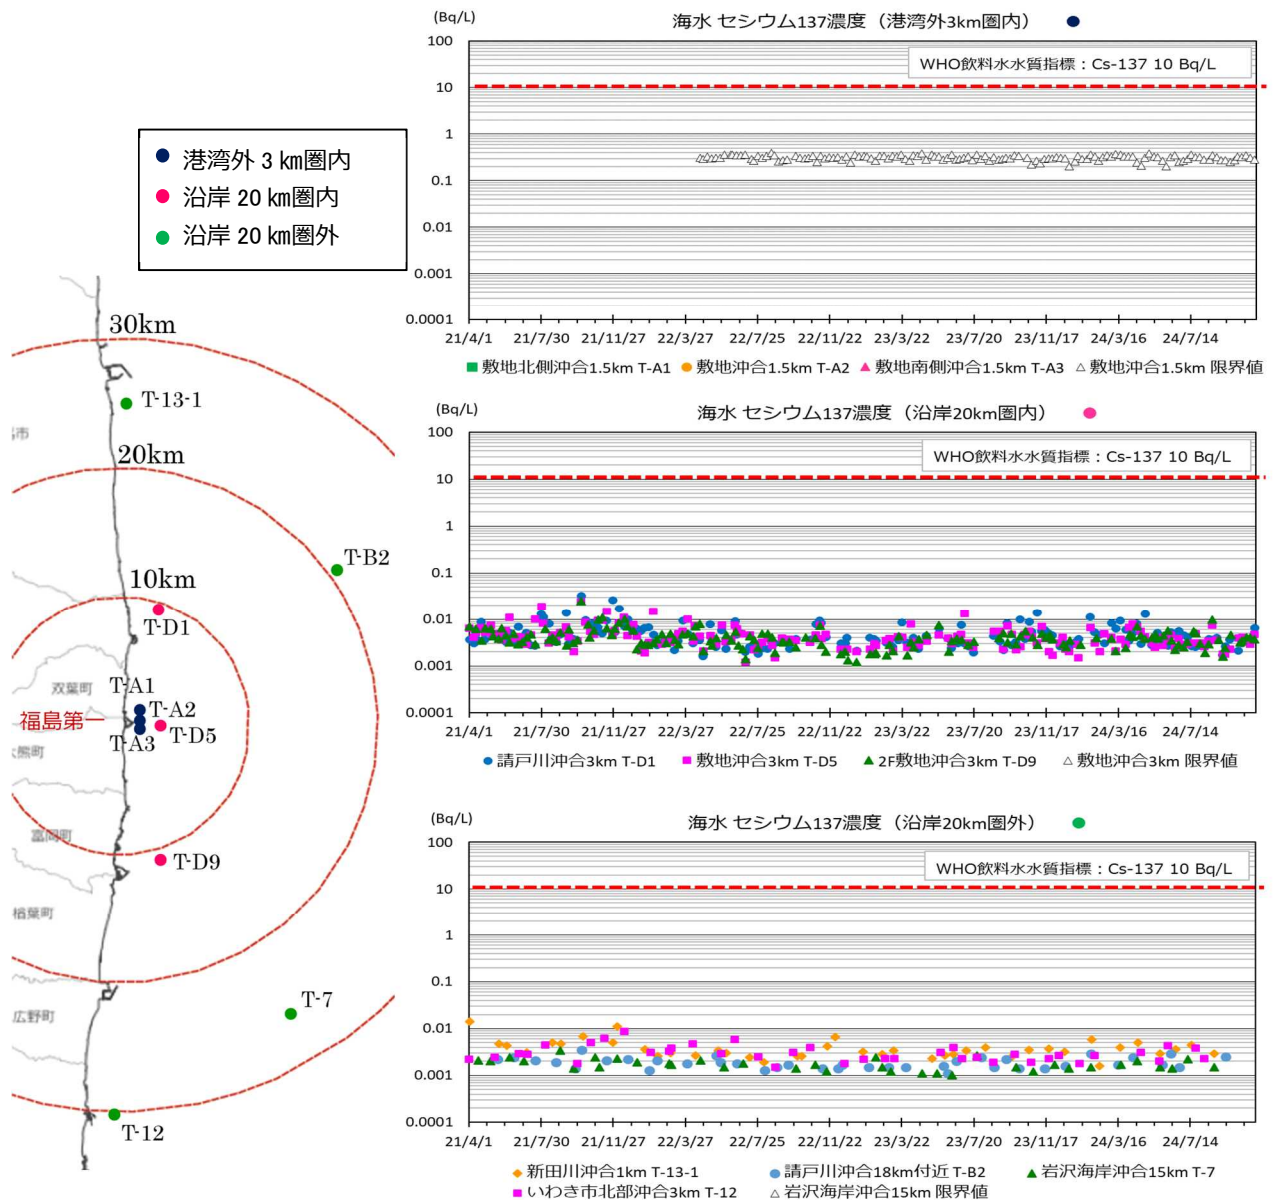 港湾外 3 km圏内
沿岸 20 km圏内
沿岸 20 km圏外
30km
T-13-1
市
20km
T-B2
10km
T-D1
双葉町
T-A1
T-A2
福島第一
T-A3
T-D5
熊町
富岡町
T-D9
楢葉町
T-7
広野町
T-12
(Bq/L)
海水 セシウム137濃度（港湾外3km圏内）
WHO飲料水水質指標：Cs-137 10 Bq/L
100
10
1
0.1
0.01
0.001
0.0001
21/4/1 21/7/30 21/11/27 22/3/27 22/7/25 22/11/22 23/3/22 23/7/20 23/11/17 24/3/16 24/7/14
敷地北側沖合1.5km T-A1 敷地沖合1.5km T-A2 敷地南側沖合1.5km T-A3 敷地沖合1.5km 限界値
(Bq/L)
海水 セシウム137濃度（沿岸20km圏内）
WHO飲料水水質指標：Cs-137 10 Bq/L
100
10
1
0.1
0.01
0.001
0.0001
21/4/1 21/7/30 21/11/27 22/3/27 22/7/25 22/11/22 23/3/22 23/7/20 23/11/17 24/3/16 24/7/14
請戸川沖合3km T-D1 敷地沖合3km T-D5 2F敷地沖合3km T-D9 敷地沖合3km 限界値
(Bq/L)
海水 セシウム137濃度（沿岸20km圏外）
WHO飲料水水質指標：Cs-137 10 Bq/L
100
10
1
0.1
0.01
0.001
0.0001
21/4/1 21/7/30 21/11/27 22/3/27 22/7/25 22/11/22 23/3/22 23/7/20 23/11/17 24/3/16 24/7/14
新田川沖合1km T-13-1 請戸川沖合18km付近 T-B2 岩沢海岸沖合15km T-7
いわき市北部沖合3km T-12 岩沢海岸沖合15km 限界値